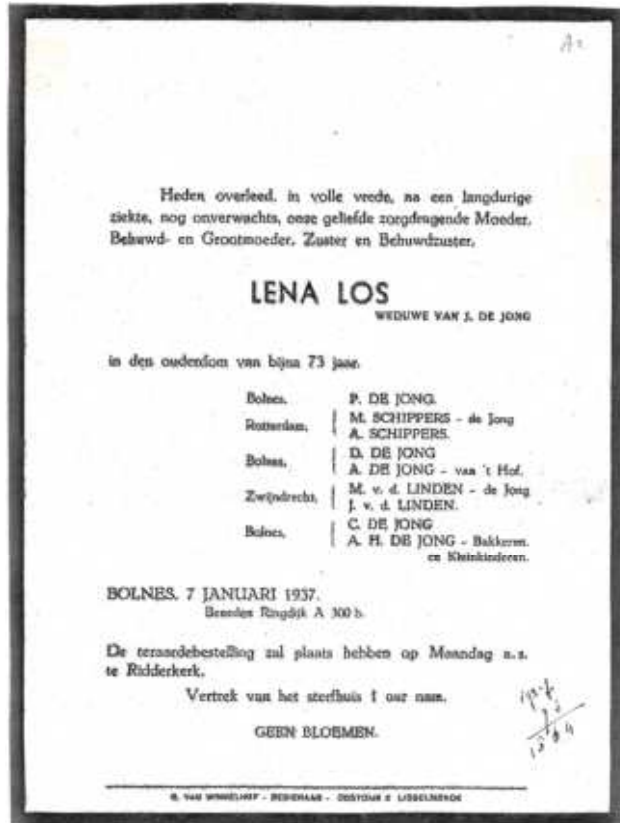 Heden overleed, in volle vrede, na een langdurige
ziekte, nog onverwachts, onze geliefde zorgdragende Moeder,
Behuwd- en Grootmoeder, Zuster en Behuwdzuster,
LENA LOS
WEDUWE VAN J. DE JONG
in den ouderdom van bijna 73 jaar.
Bolnes, P. DE JONG.
Rotterdam, M. SCHIPPERS - de Jong
A. SCHIPPERS.
Bolnes, D. DE JONG
A. DE JONG - van 't Hof.
Zwijndrecht, M. v. d. LINDEN - de Jong
J. v. d. LINDEN.
Bolnes, C. DE JONG
A. H. DE JONG - Bakkeren.
en Kleinkinderen.
BOLNES, 7 JANUARI 1937.
Beneden Ringdijk A 300 b.
De teraardebestelling zal plaats hebben op Maandag a.s.
te Ridderkerk.
Vertrek van het sterfhuis 1 uur nam.
GEEN BLOEMEN.
1864